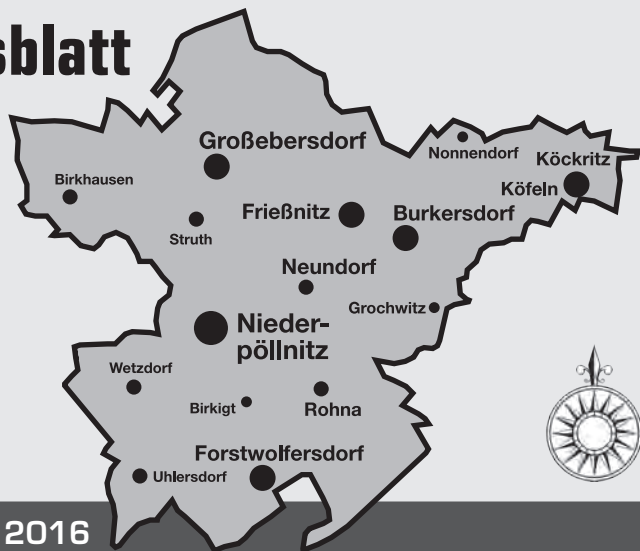 sblatt
Großebersdorf
Nonnendorf
Köckritz
Birkhausen
Köfeln
Frießnitz
Burkersdorf
Struth
Neundorf
Grochwitz
Nieder-
pöllnitz
Wetzdorf
Birkigt
Rohna
Forstwolfersdorf
Uhlersdorf
2016